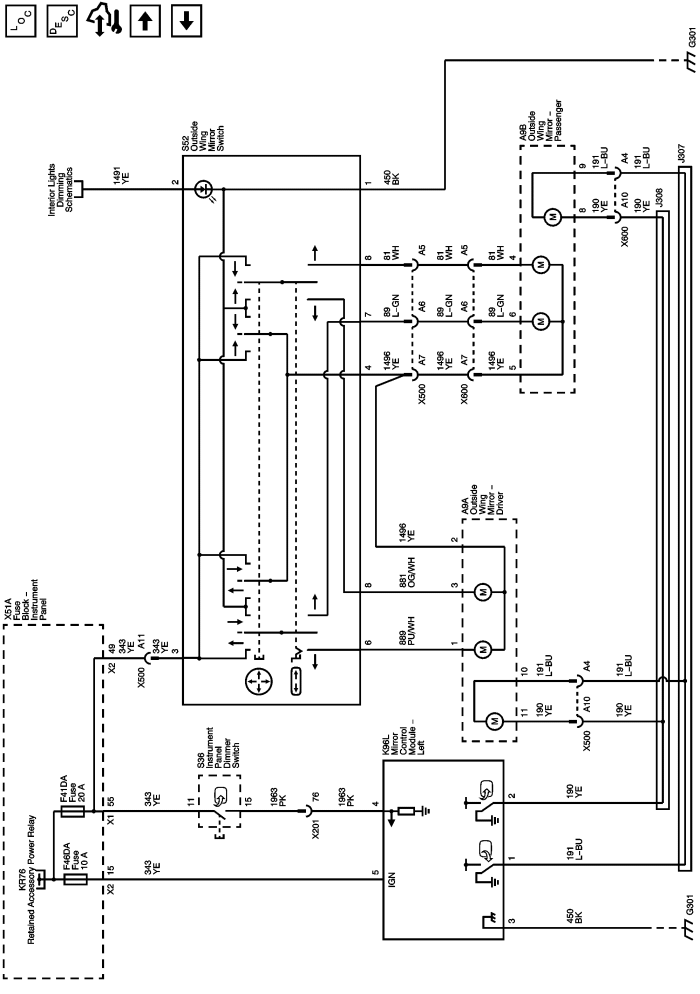 LOC
DESC
Interior Lights
Dimming
Schematics
1491
YE
2
S52
Outside
Wing
Mirror
Switch
1
450
BK
G301
A9B
Outside
Wing
Mirror –
Passenger
9
191
L-BU
A4
191
L-BU
8
190
YE
A10
190
YE
X600
J307
J308
8
81
WH
A5
81
WH
A5
81
WH
4
7
89
L-GN
A6
89
L-GN
A6
89
L-GN
6
4
1496
YE
A7
1496
YE
A7
1496
YE
5
X500
X600
M
M
M
X51A
Fuse
Block –
Instrument
Panel
X2
49
343
YE
A11
343
YE
3
X500
1496
YE
2
8
881
OG/WH
3
6
889
PU/WH
1
A9A
Outside
Wing
Mirror –
Driver
M
M
M
10
191
L-BU
A4
191
L-BU
11
190
YE
A10
190
YE
X500
KR76
Retained Accessory Power Relay
F41DA
Fuse
20 A
F46DA
Fuse
10 A
X1
55
343
YE
11
S36
Instrument
Panel
Dimmer
Switch
15
1963
PK
76
X201
1963
PK
4
K96L
Mirror
Control
Module –
Left
X2
15
343
YE
5
IGN
2
190
YE
1
191
L-BU
3
450
BK
G301